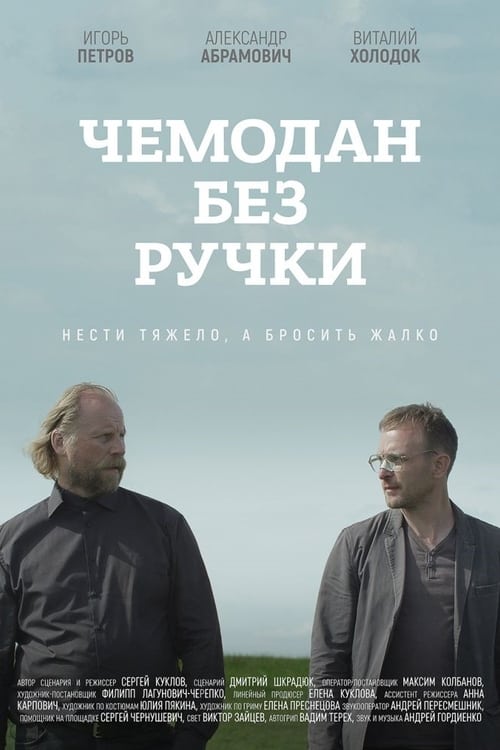 ИГОРЬ АЛЕКСАНДР ВИТАЛИЙ
ПЕТРОВ АБРАМОВИЧ ХОЛОДОК
ЧЕМОДАН
БЕЗ
РУЧКИ
НЕСТИ ТЯЖЕЛО, А БРОСИТЬ ЖАЛКО
АВТОР СЦЕНАРИЯ И РЕЖИССЕР СЕРГЕЙ КУКЛОВ, СЦЕНАРИЙ ДМИТРИЙ ШКРАДЮК, ОПЕРАТОР-ПОСТАНОВЩИК МАКСИМ КОЛБАНОВ,
ХУДОЖНИК-ПОСТАНОВЩИК ФИЛИПП ЛАГУНОВИЧ-ЧЕРЕПКО, ЛИНЕЙНЫЙ ПРОДЮСЕР ЕЛЕНА КУКЛОВА, АССИСТЕНТ РЕЖИССЕРА АННА
КАРПОВИЧ, ХУДОЖНИК ПО КОСТЮМАМ ЮЛИЯ ПЯКИНА, ХУДОЖНИК ПО ГРИМУ ЕЛЕНА ПРЕСНЕЦОВА ЗВУКООПЕРАТОР АНДРЕЙ ПЕРЕСМЕШНИК,
ПОМОЩНИК НА ПЛОЩАДКЕ СЕРГЕЙ ЧЕРНУШЕВИЧ, СВЕТ ВИКТОР ЗАЙЦЕВ, АВТОГРИП ВАДИМ ТЕРЕХ, ЗВУК И МУЗЫКА АНДРЕЙ ГОРДИЕНКО